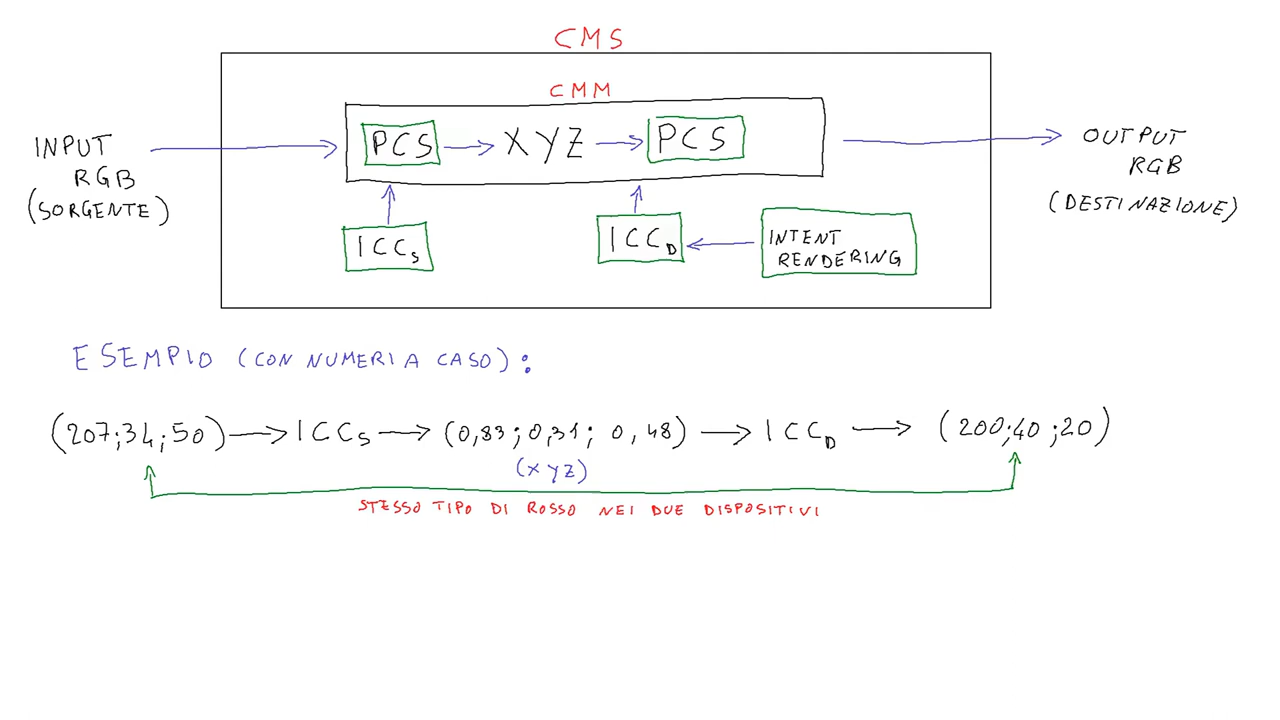 CMS
CMM
INPUT
RGB
(SORGENTE)
PCS → XYZ → PCS
OUTPUT
RGB
(DESTINAZIONE)
ICCS
ICCD
INTENT
RENDERING
ESEMPIO (CON NUMERI A CASO):
(207;34;50) → ICCS → (0,83; 0,31; 0,48) → ICCD → (200;40;20)
(XYZ)
STESSO TIPO DI ROSSO NEI DUE DISPOSITIVI